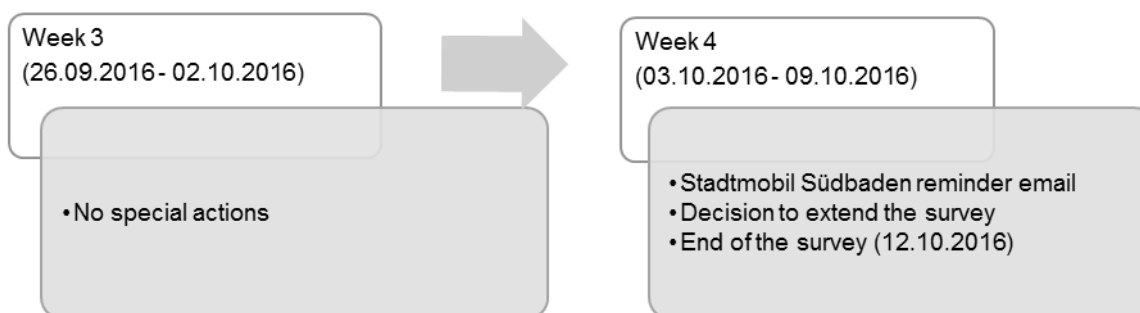 Week 3
(26.09.2016 - 02.10.2016)
•No special actions
Week 4
(03.10.2016 - 09.10.2016)
•Stadtmobil Südbaden reminder email
•Decision to extend the survey
•End of the survey (12.10.2016)